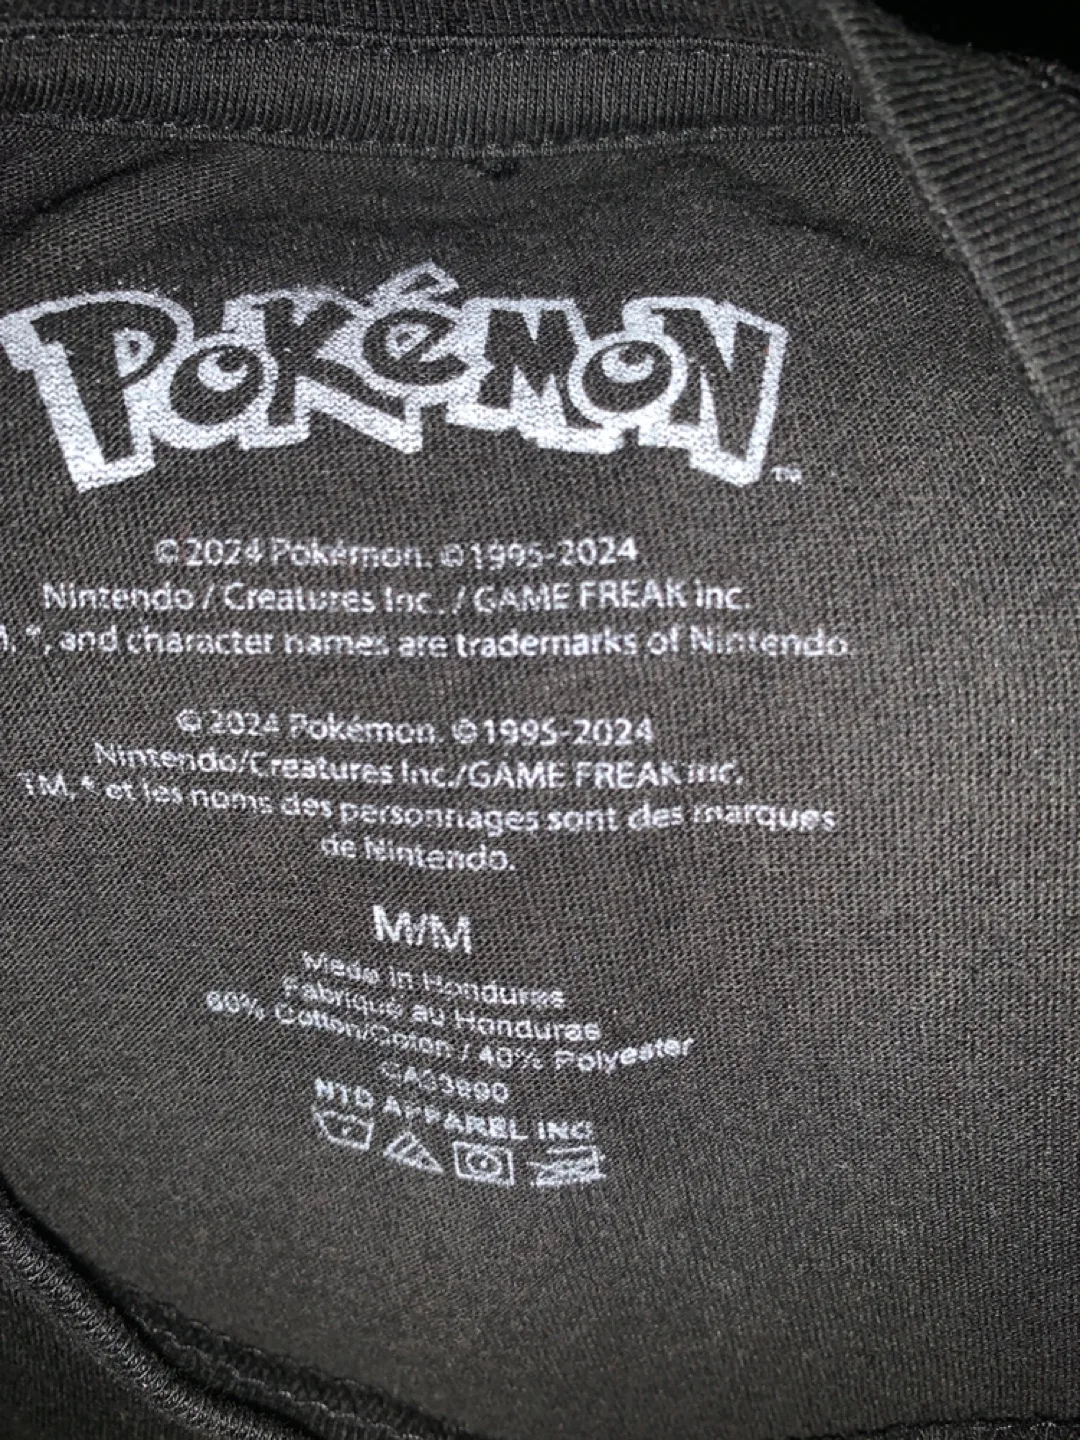 POKéMON™
©2024 Pokémon. ©1995-2024
Nintendo / Creatures Inc. / GAME FREAK inc.
, and character names are trademarks of Nintendo.
© 2024 Pokémon. ©1995-2024
Nintendo/Creatures Inc./GAME FREAK inc.
TM,® et les noms des personnages sont des marques
de Nintendo.
M/M
Made in Honduras
Fabriqué au Honduras
60% Cotton/Coton / 40% Polyester
NTD APPAREL INC